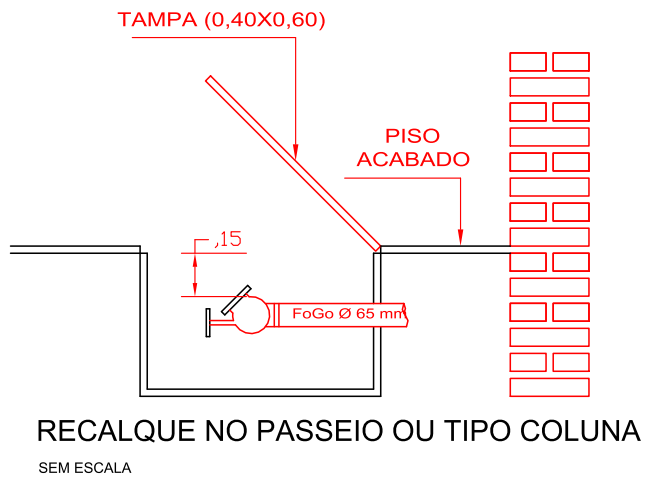 TAMPA (0,40X0,60)
PISO
ACABADO
,15
FoGo Ø 65 mm
RECALQUE NO PASSEIO OU TIPO COLUNA
SEM ESCALA